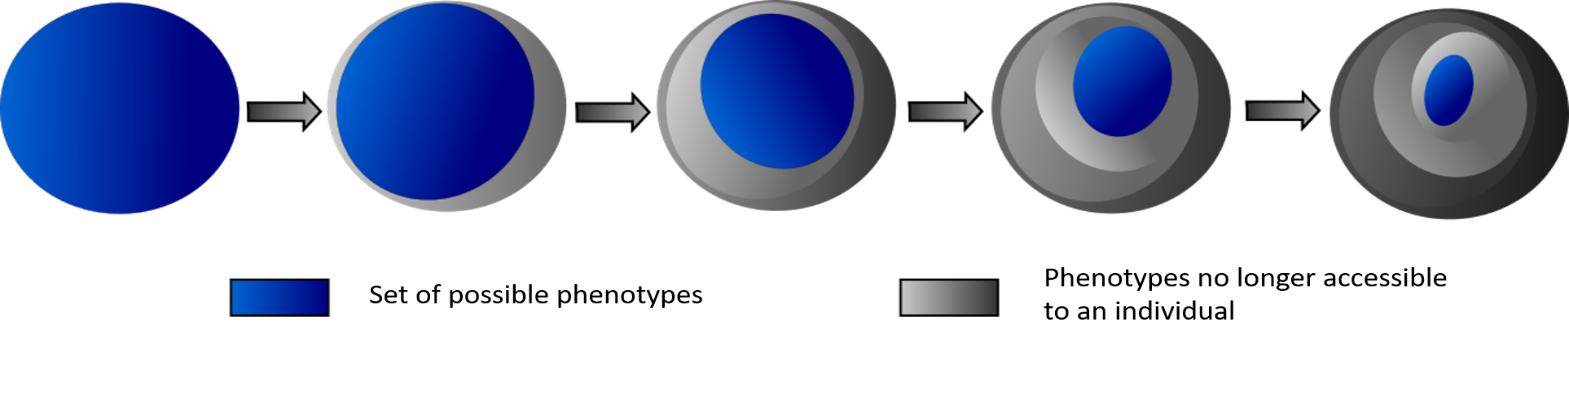 Set of possible phenotypes
Phenotypes no longer accessible
to an individual